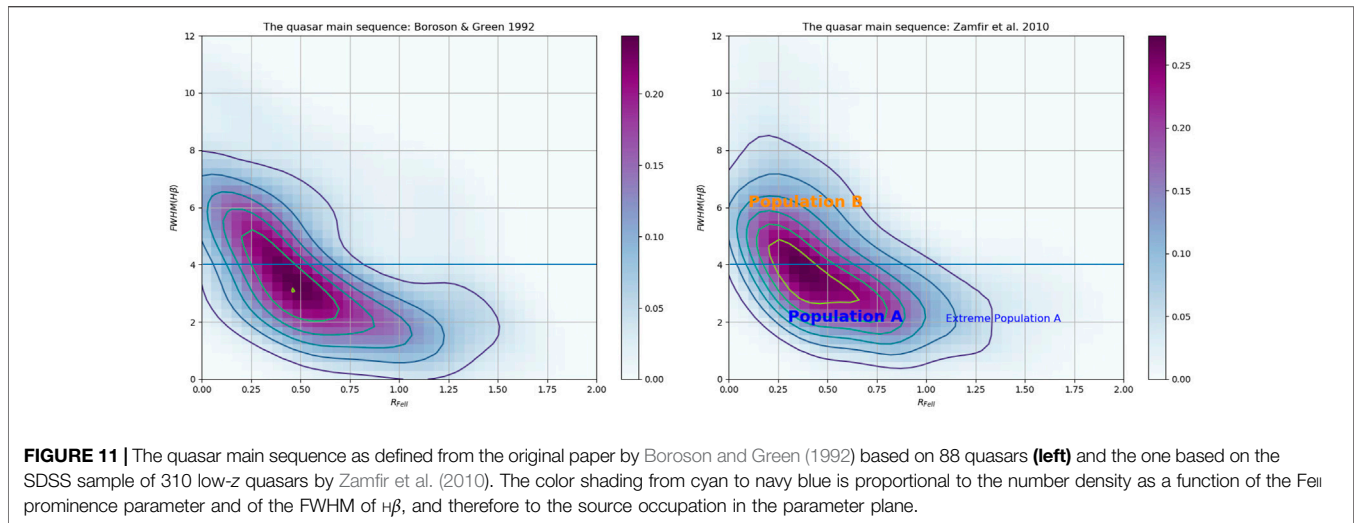 The quasar main sequence: Boroson & Green 1992
12
10
8
6
4
2
0
FWHM(Hβ)
0.00 0.25 0.50 0.75 1.00 1.25 1.50 1.75 2.00
R FeII
0.20
0.15
0.10
0.05
0.00
The quasar main sequence: Zamfir et al. 2010
12
10
8
6
4
2
0
FWHM(Hβ)
Population B
Population A
Extreme Population A
0.00 0.25 0.50 0.75 1.00 1.25 1.50 1.75 2.00
R FeII
0.25
0.20
0.15
0.10
0.05
0.00
FIGURE 11 | The quasar main sequence as defined from the original paper by Boroson and Green (1992) based on 88 quasars (left) and the one based on the
SDSS sample of 310 low-z quasars by Zamfir et al. (2010). The color shading from cyan to navy blue is proportional to the number density as a function of the FeII
prominence parameter and of the FWHM of Hβ, and therefore to the source occupation in the parameter plane.